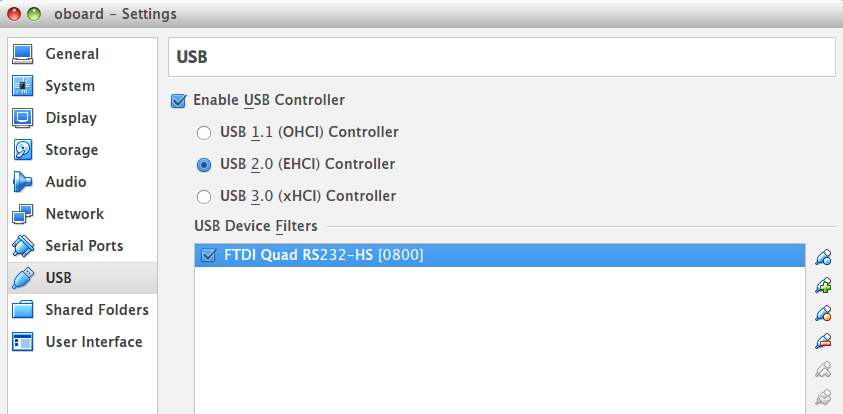 oboard – Settings
General
System
Display
Storage
Audio
Network
Serial Ports
USB
Shared Folders
User Interface
USB
Enable USB Controller
USB 1.1 (OHCI) Controller
USB 2.0 (EHCI) Controller
USB 3.0 (xHCI) Controller
USB Device Filters
FTDI Quad RS232-HS [0800]